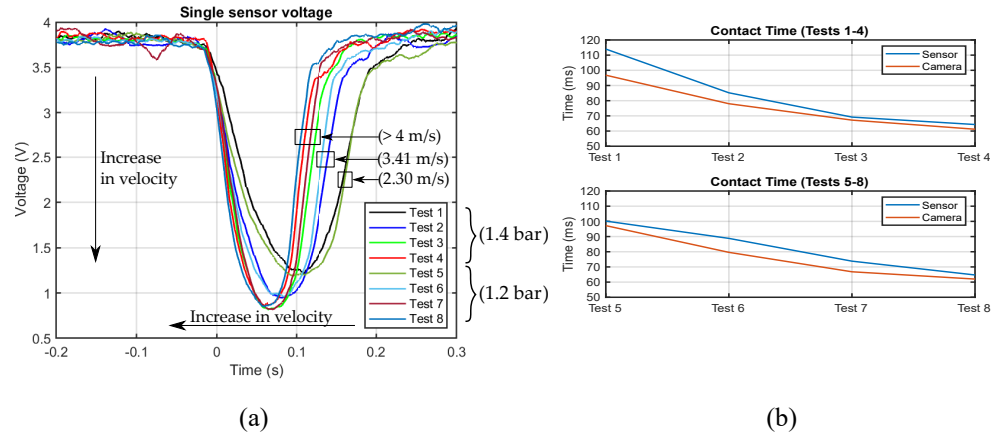 Single sensor voltage
4
3.5
3
2.5
2
1.5
1
0.5
Voltage (V)
Increase
in velocity
(> 4 m/s)
(3.41 m/s)
(2.30 m/s)
Test 1
Test 2
Test 3
Test 4
Test 5
Test 6
Test 7
Test 8
(1.4 bar)
(1.2 bar)
Increase in velocity
-0.2
-0.1
0
0.1
0.2
0.3
Time (s)
(a)
Contact Time (Tests 1-4)
120
110
100
90
80
70
60
50
Time (ms)
Sensor
Camera
Test 1
Test 2
Test 3
Test 4
Contact Time (Tests 5-8)
120
110
100
90
80
70
60
50
Time (ms)
Sensor
Camera
Test 5
Test 6
Test 7
Test 8
(b)